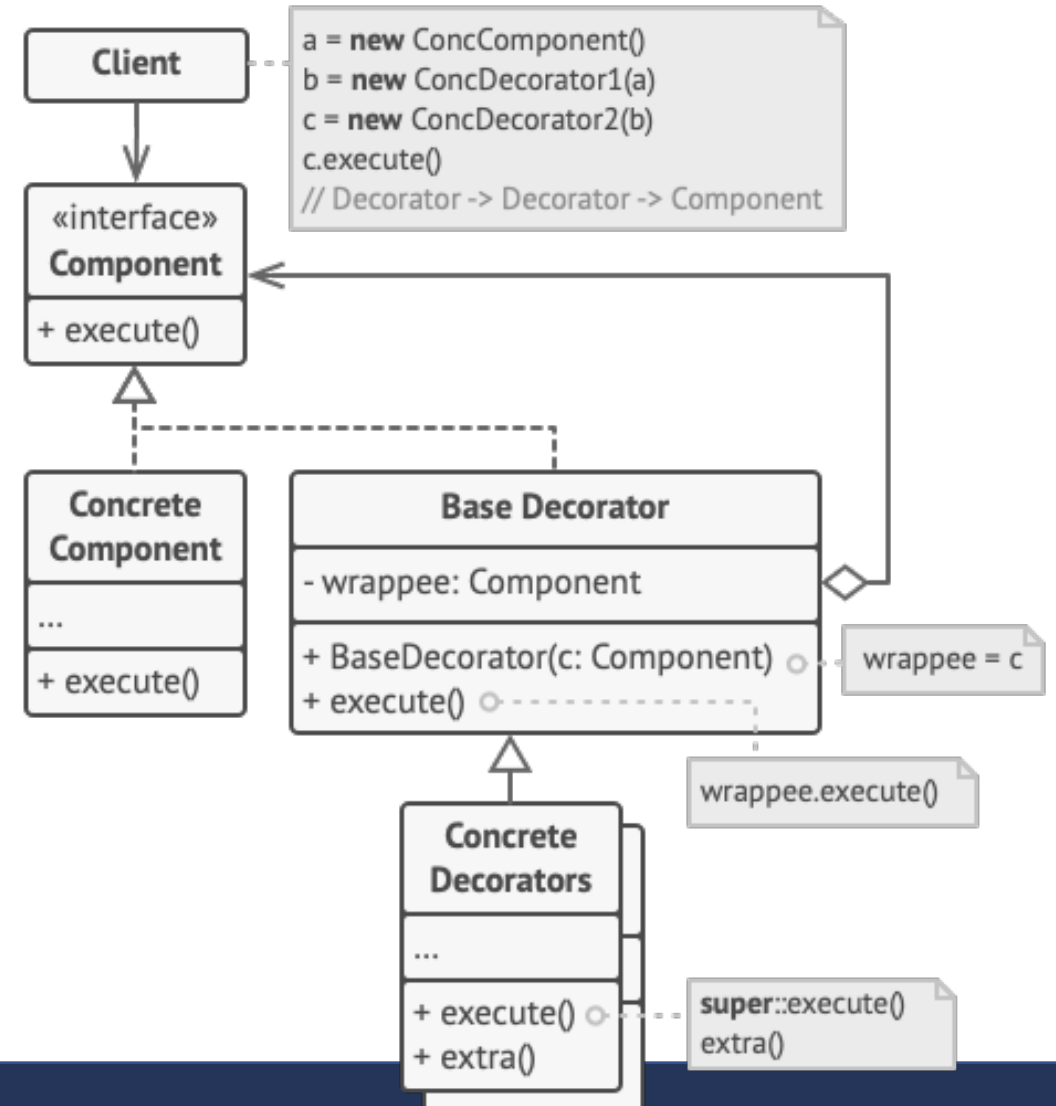 Client
a = new ConcComponent()
b = new ConcDecorator1(a)
c = new ConcDecorator2(b)
c.execute()
// Decorator -> Decorator -> Component
«interface»
Component
+ execute()
Concrete
Component
...
+ execute()
Base Decorator
- wrappee: Component
+ BaseDecorator(c: Component)
+ execute()
wrappee = c
wrappee.execute()
Concrete
Decorators
...
+ execute()
+ extra()
super::execute()
extra()